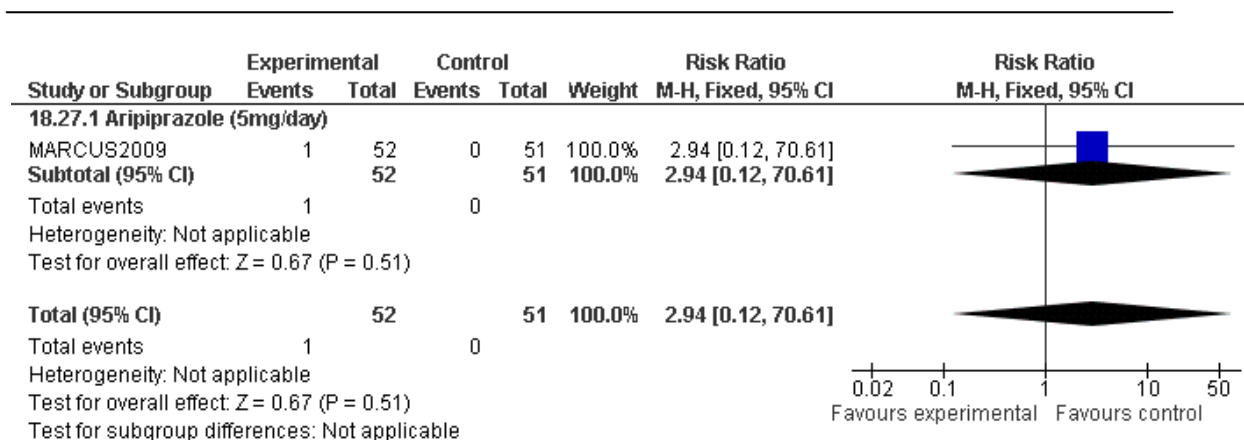 Experimental Control Risk Ratio Risk Ratio
Study or Subgroup Events Total Events Total Weight M-H, Fixed, 95% CI M-H, Fixed, 95% CI
18.27.1 Aripiprazole (5mg/day)
MARCUS2009 1 52 0 51 100.0% 2.94 [0.12, 70.61]
Subtotal (95% CI) 52 51 100.0% 2.94 [0.12, 70.61]
Total events 1 0
Heterogeneity: Not applicable
Test for overall effect: Z = 0.67 (P = 0.51)
Total (95% CI) 52 51 100.0% 2.94 [0.12, 70.61]
Total events 1 0
Heterogeneity: Not applicable
Test for overall effect: Z = 0.67 (P = 0.51)
Test for subgroup differences: Not applicable
0.02 0.1 1 10 50
Favours experimental Favours control